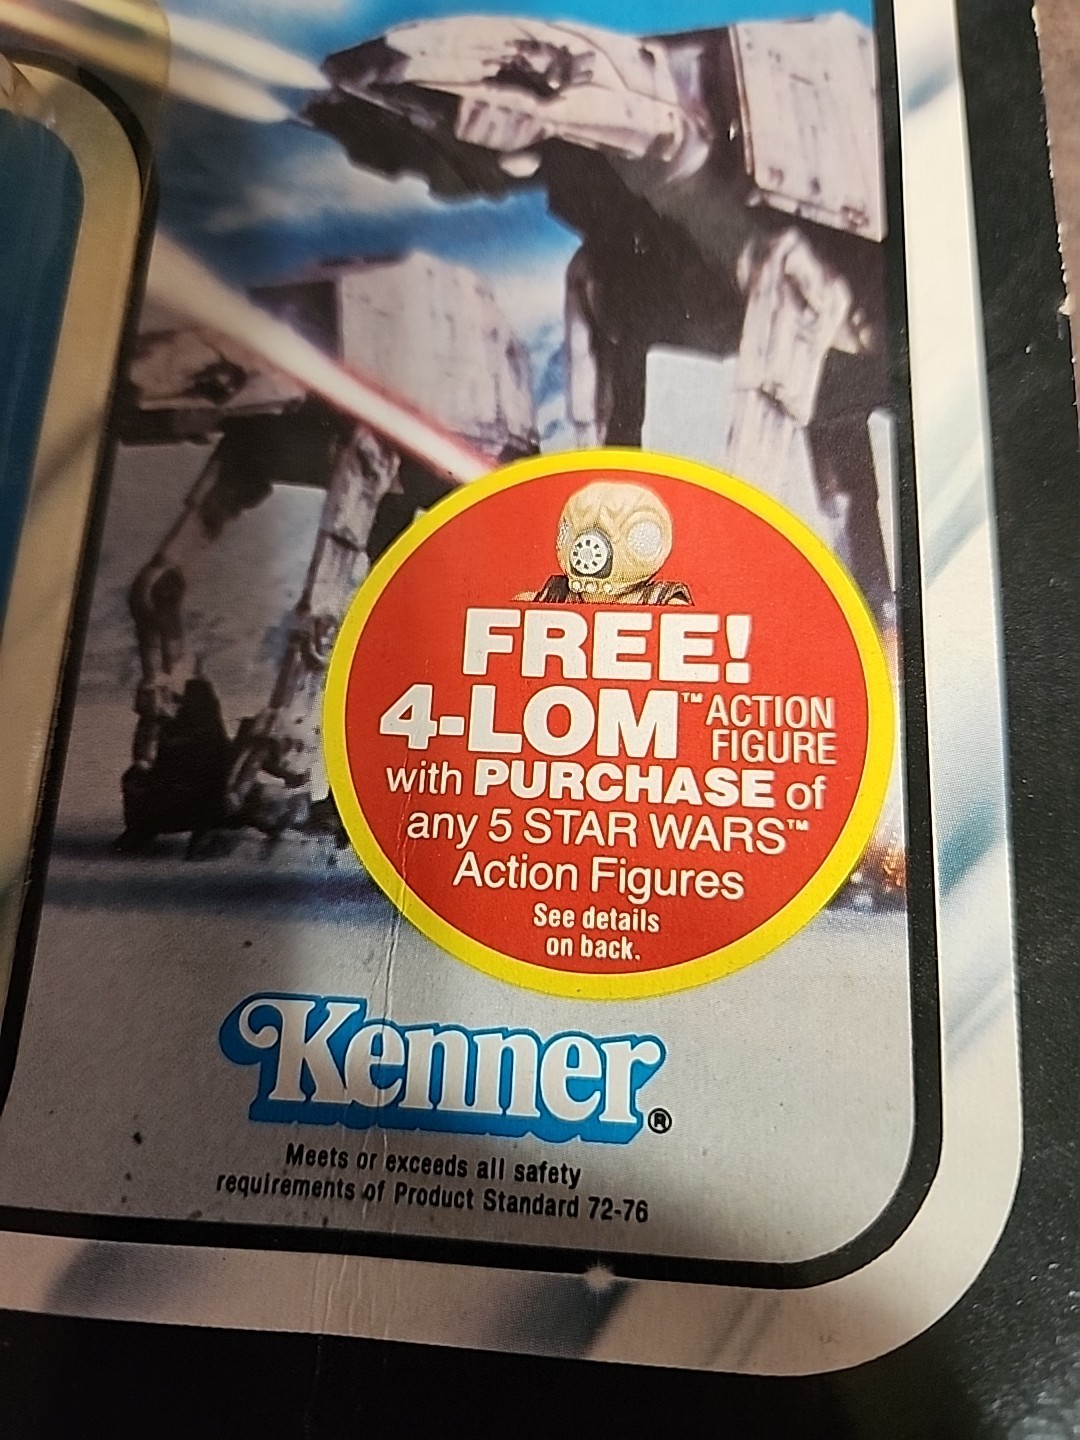 FREE!
4-LOM™ ACTION
FIGURE
with PURCHASE of
any 5 STAR WARS™
Action Figures
See details
on back.
Kenner®
Meets or exceeds all safety
requirements of Product Standard 72-76